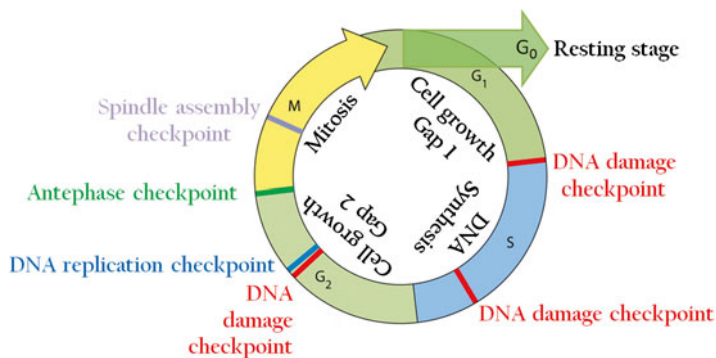 G0
Resting stage
G1
M
Spindle assembly
checkpoint
Mitosis
Cell growth
Gap 1
DNA damage
checkpoint
Antephase checkpoint
DNA
Synthesis
S
Cell growth
Gap 2
DNA replication checkpoint
G2
DNA
damage
checkpoint
DNA damage checkpoint